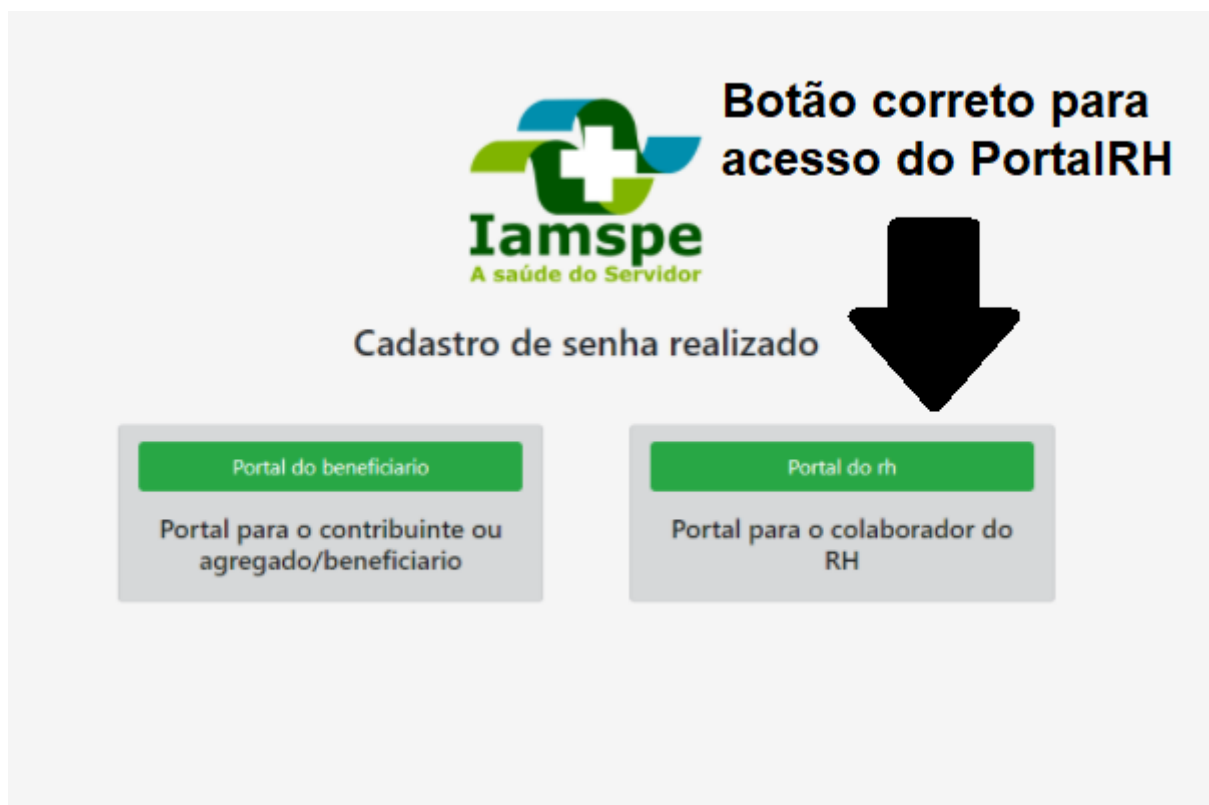 Botão correto para
acesso do PortalRH
Iamspe
A saúde do Servidor
Cadastro de senha realizado
Portal do beneficiario
Portal para o contribuinte ou
agregado/beneficiario
Portal do rh
Portal para o colaborador do
RH